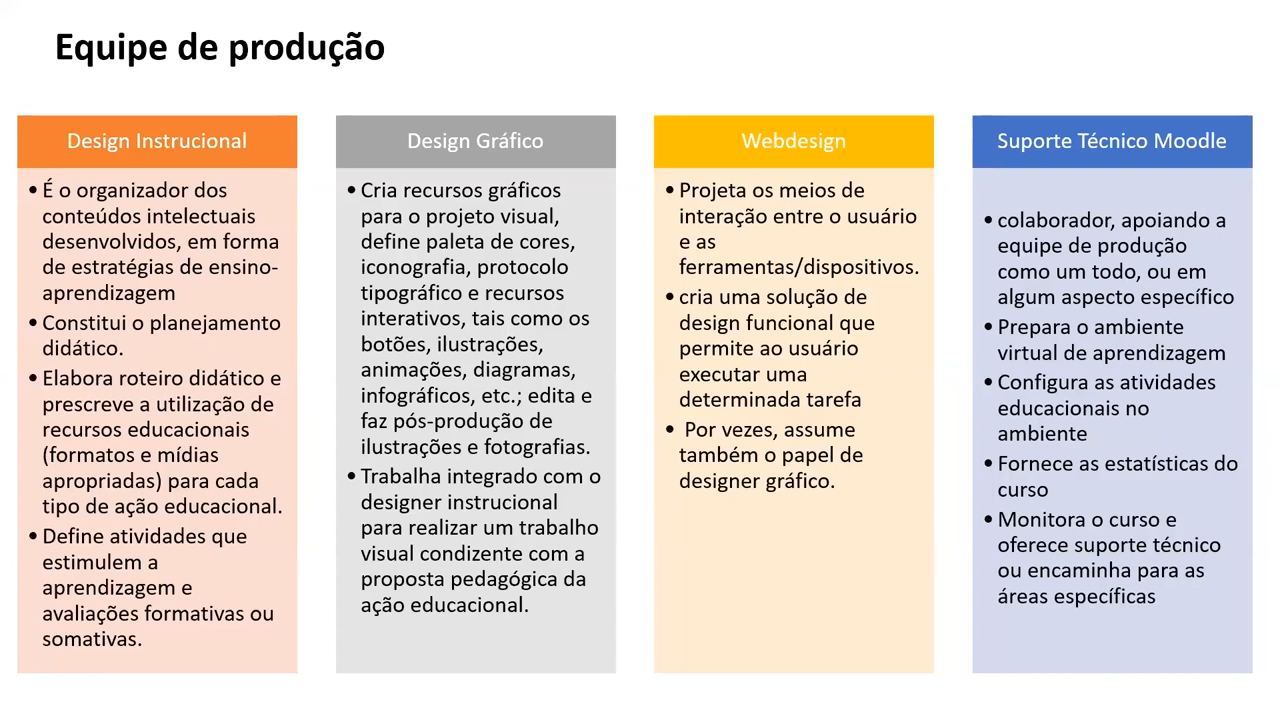 Equipe de produção
Design Instrucional
• É o organizador dos
conteúdos intelectuais
desenvolvidos, em forma
de estratégias de ensino-
aprendizagem
• Constitui o planejamento
didático.
• Elabora roteiro didático e
prescreve a utilização de
recursos educacionais
(formatos e mídias
apropriadas) para cada
tipo de ação educacional.
• Define atividades que
estimulem a
aprendizagem e
avaliações formativas ou
somativas.
Design Gráfico
• Cria recursos gráficos
para o projeto visual,
define paleta de cores,
iconografia, protocolo
tipográfico e recursos
interativos, tais como os
botões, ilustrações,
animações, diagramas,
infográficos, etc.; edita e
faz pós-produção de
ilustrações e fotografias.
• Trabalha integrado com o
designer instrucional
para realizar um trabalho
visual condizente com a
proposta pedagógica da
ação educacional.
Webdesign
• Projeta os meios de
interação entre o usuário
e as
ferramentas/dispositivos.
• cria uma solução de
design funcional que
permite ao usuário
executar uma
determinada tarefa
• Por vezes, assume
também o papel de
designer gráfico.
Suporte Técnico Moodle
• colaborador, apoiando a
equipe de produção
como um todo, ou em
algum aspecto específico
• Prepara o ambiente
virtual de aprendizagem
• Configura as atividades
educacionais no
ambiente
• Fornece as estatísticas do
curso
• Monitora o curso e
oferece suporte técnico
ou encaminha para as
áreas específicas